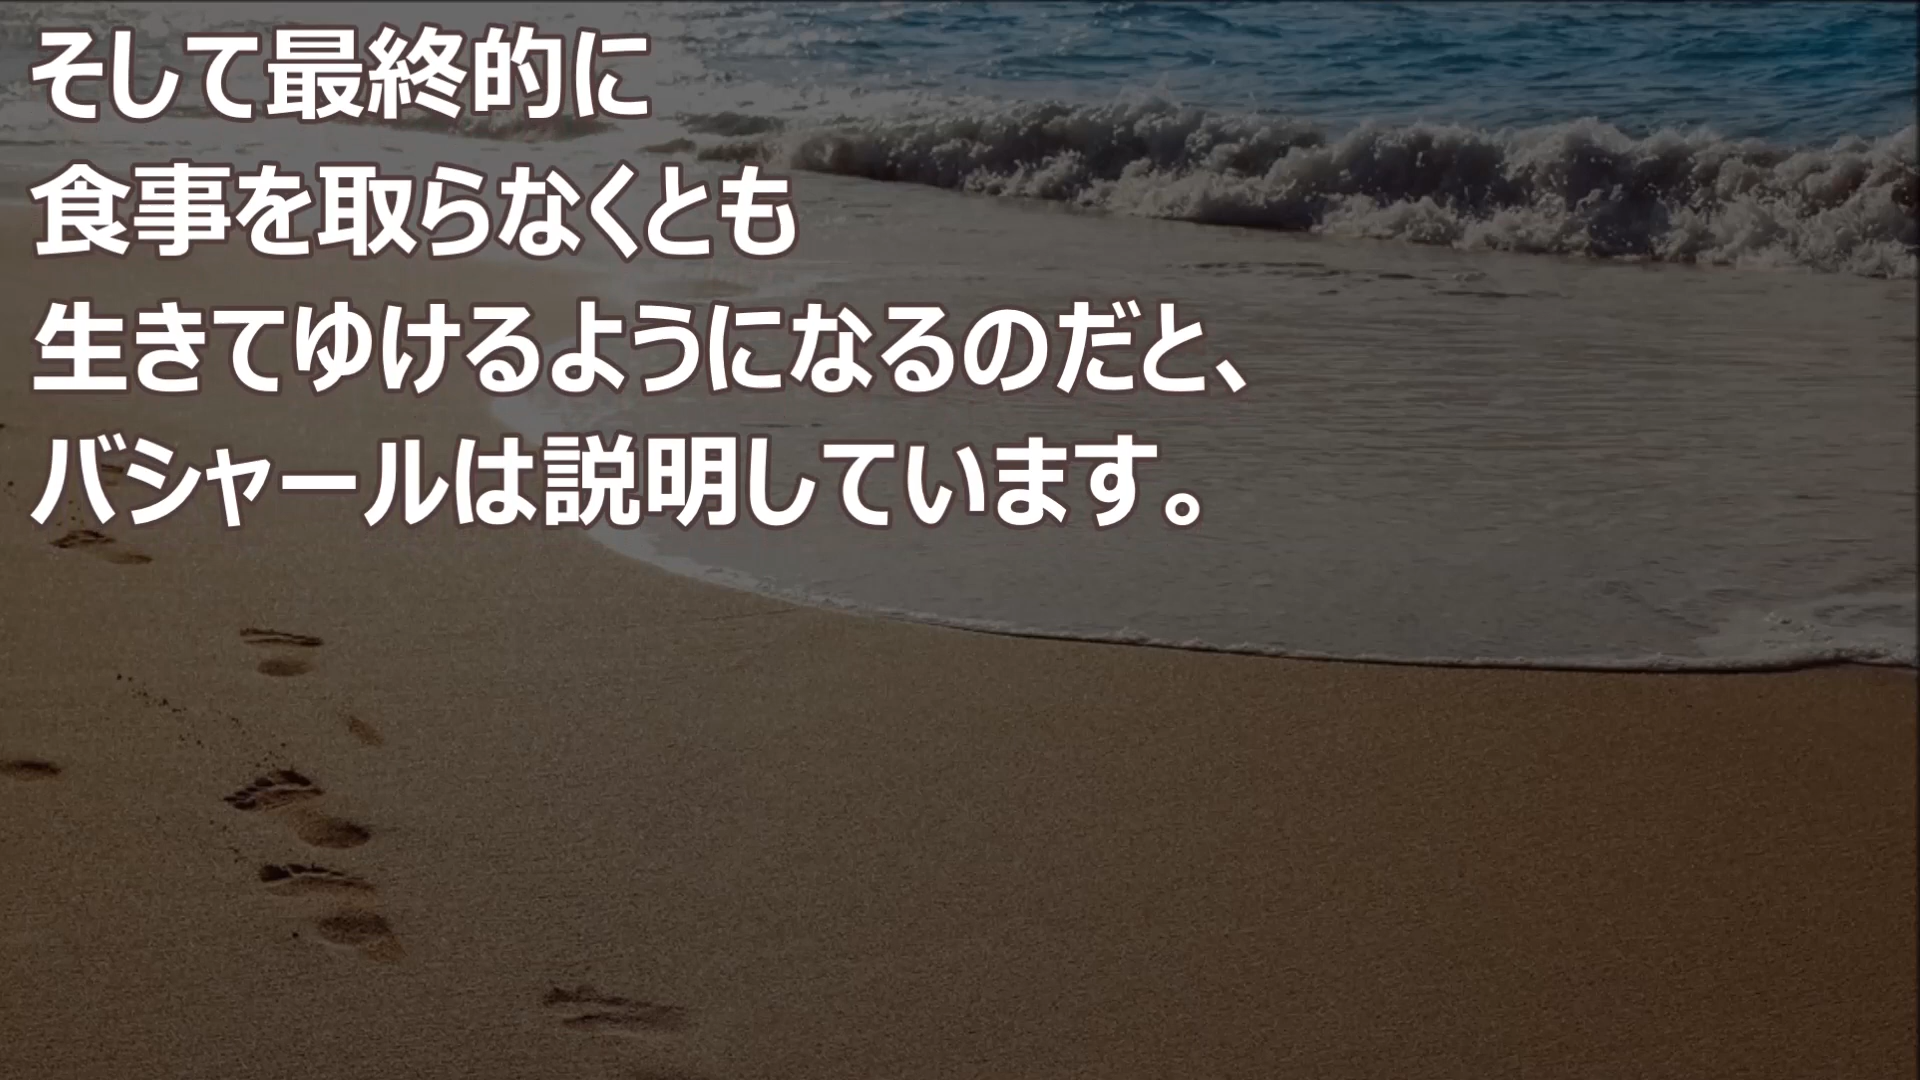 そして最終的に
食事を取らなくとも
生きてゆけるようになるのだと、
バシャールは説明しています。